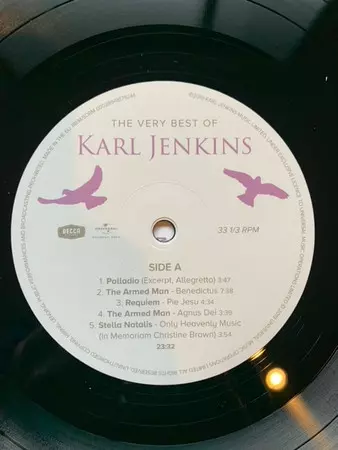 THE VERY BEST OF
KARL JENKINS
DECCA
UNIVERSAL
33 1/3 RPM
SIDE A
1. Palladio (Excerpt, Allegretto) 3:47
2. The Armed Man - Benedictus 7:38
3. Requiem - Pie Jesu 4:34
4. The Armed Man - Agnus Dei 3:39
5. Stella Natalis - Only Heavenly Music
(In Memoriam Christine Brown) 3:54
23:32